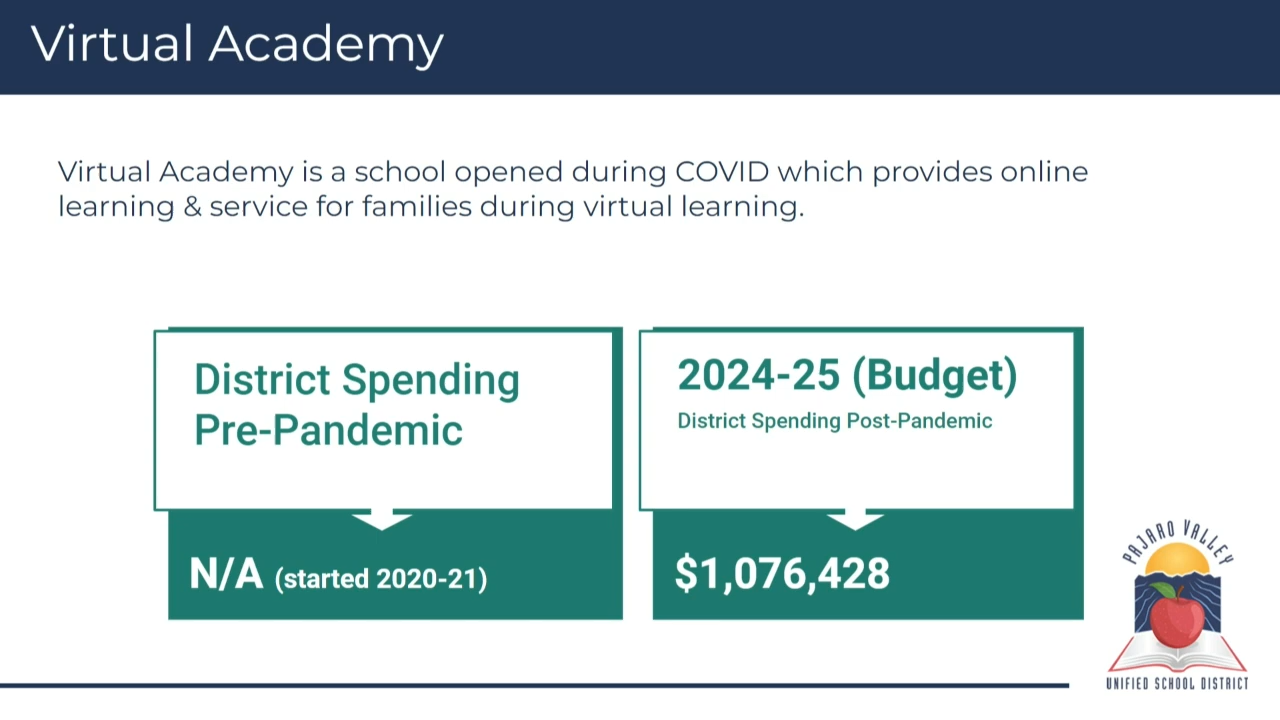 Virtual Academy
Virtual Academy is a school opened during COVID which provides online
learning & service for families during virtual learning.
District Spending
Pre-Pandemic
N/A (started 2020-21)
2024-25 (Budget)
District Spending Post-Pandemic
$1,076,428
PAJARO VALLEY
UNIFIED SCHOOL DISTRICT